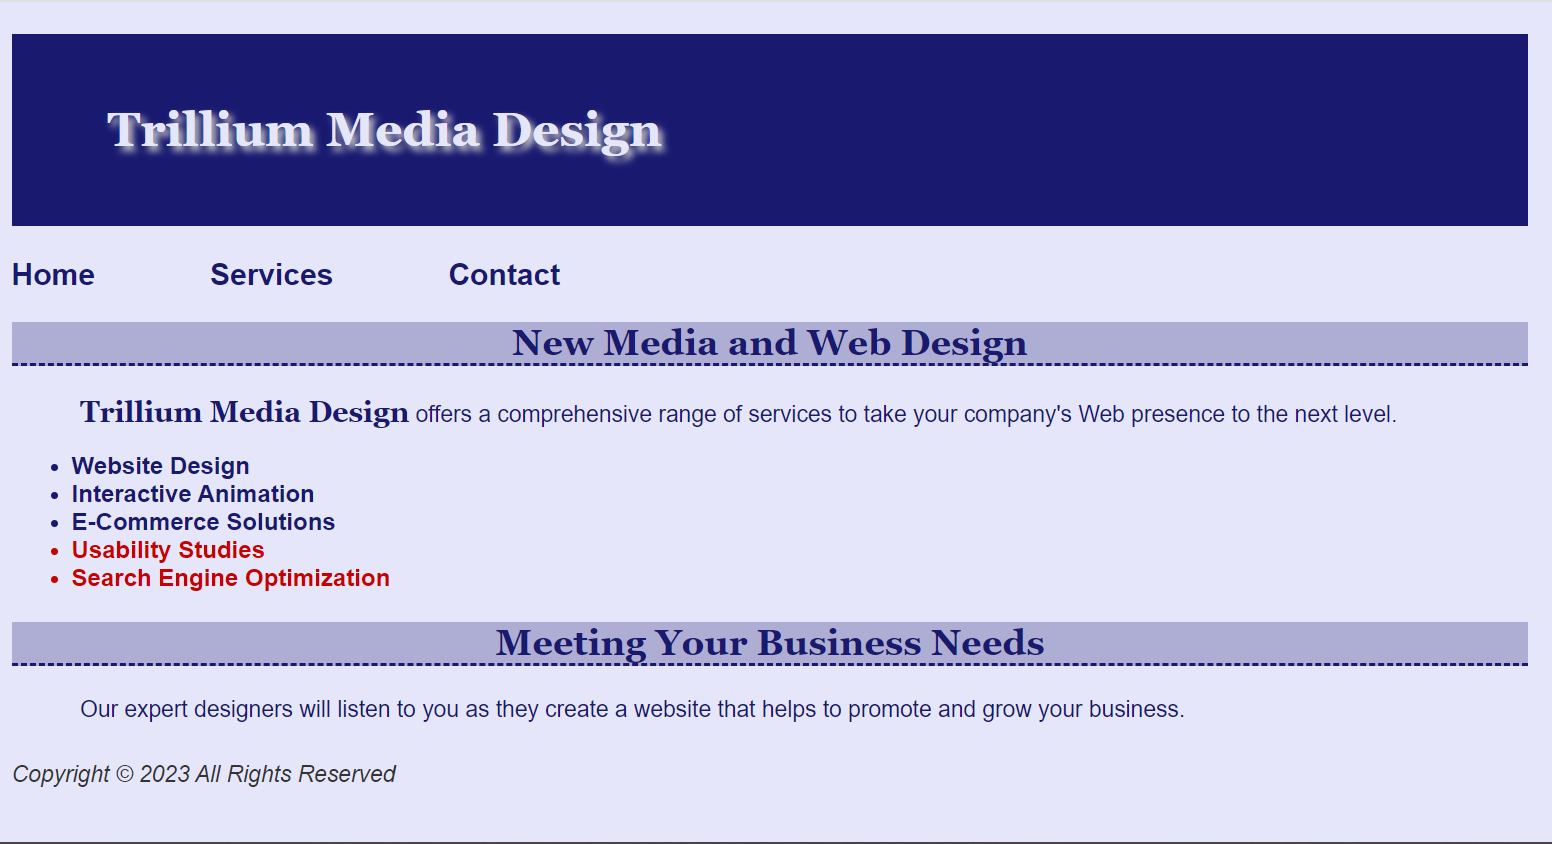 Trillium Media Design
Home Services Contact
New Media and Web Design
Trillium Media Design offers a comprehensive range of services to take your company's Web presence to the next level.
• Website Design
• Interactive Animation
• E-Commerce Solutions
• Usability Studies
• Search Engine Optimization
Meeting Your Business Needs
Our expert designers will listen to you as they create a website that helps to promote and grow your business.
Copyright © 2023 All Rights Reserved